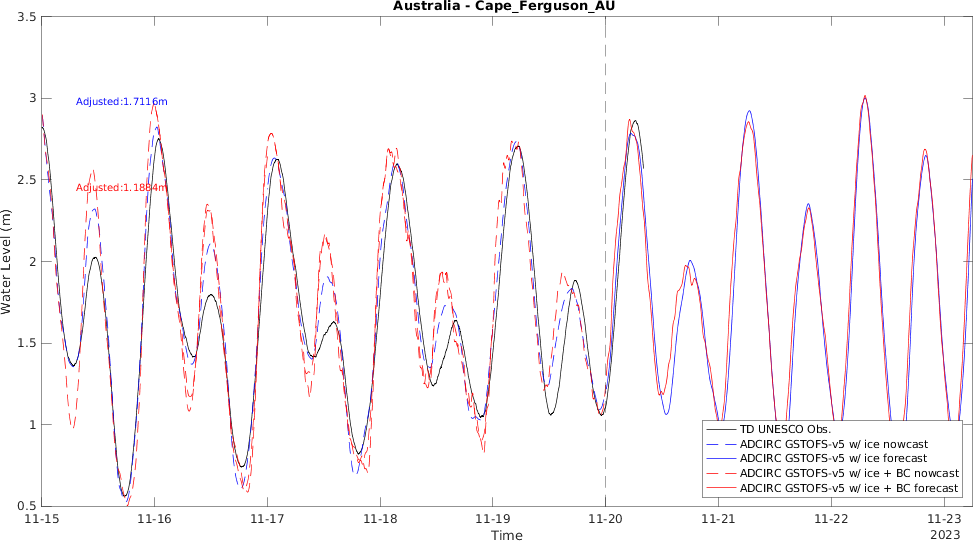 Australia - Cape_Ferguson_AU
3.5
3
2.5
2
1.5
1
0.5
Water Level (m)
Adjusted:1.7116m
Adjusted:1.1884m
TD UNESCO Obs.
ADCIRC GSTOFS-v5 w/ ice nowcast
ADCIRC GSTOFS-v5 w/ ice forecast
ADCIRC GSTOFS-v5 w/ ice + BC nowcast
ADCIRC GSTOFS-v5 w/ ice + BC forecast
11-15 11-16 11-17 11-18 11-19 11-20 11-21 11-22 11-23
Time
2023